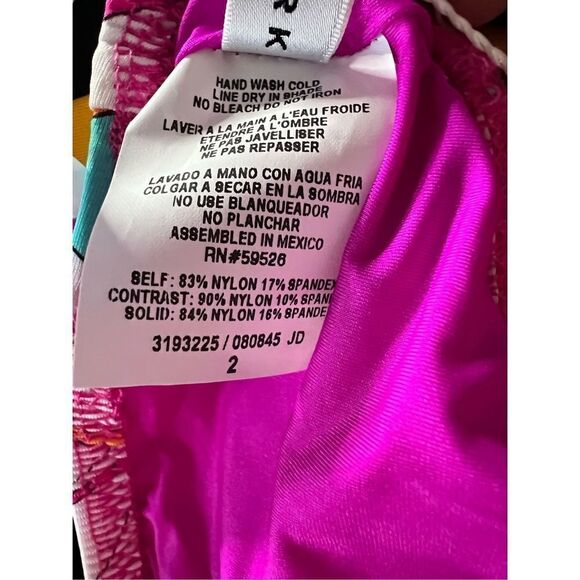 R K
HAND WASH COLD
LINE DRY IN SHADE
NO BLEACH DO NOT IRON
LAVER A LA MAIN A L'EAU FROIDE
ETENDRE A L'OMBRE
NE PAS JAVELLISER
NE PAS REPASSER
LAVADO A MANO CON AGUA FRIA
COLGAR A SECAR EN LA SOMBRA
NO USE BLANQUEADOR
NO PLANCHAR
ASSEMBLED IN MEXICO
RN#59526
SELF: 83% NYLON 17% SPANDEX
CONTRAST: 90% NYLON 10% SPAN
SOLID: 84% NYLON 16% SPANDEX
3193225 / 080845 JD
2